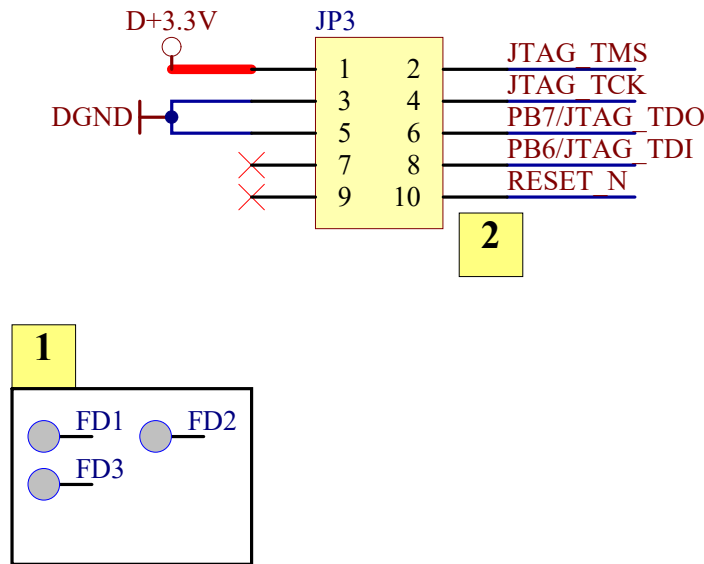 D+3.3V
JP3
1 2 JTAG_TMS
3 4 JTAG_TCK
DGND
5 6 PB7/JTAG_TDO
7 8 PB6/JTAG_TDI
9 10 RESET_N
2
1
FD1 FD2
FD3